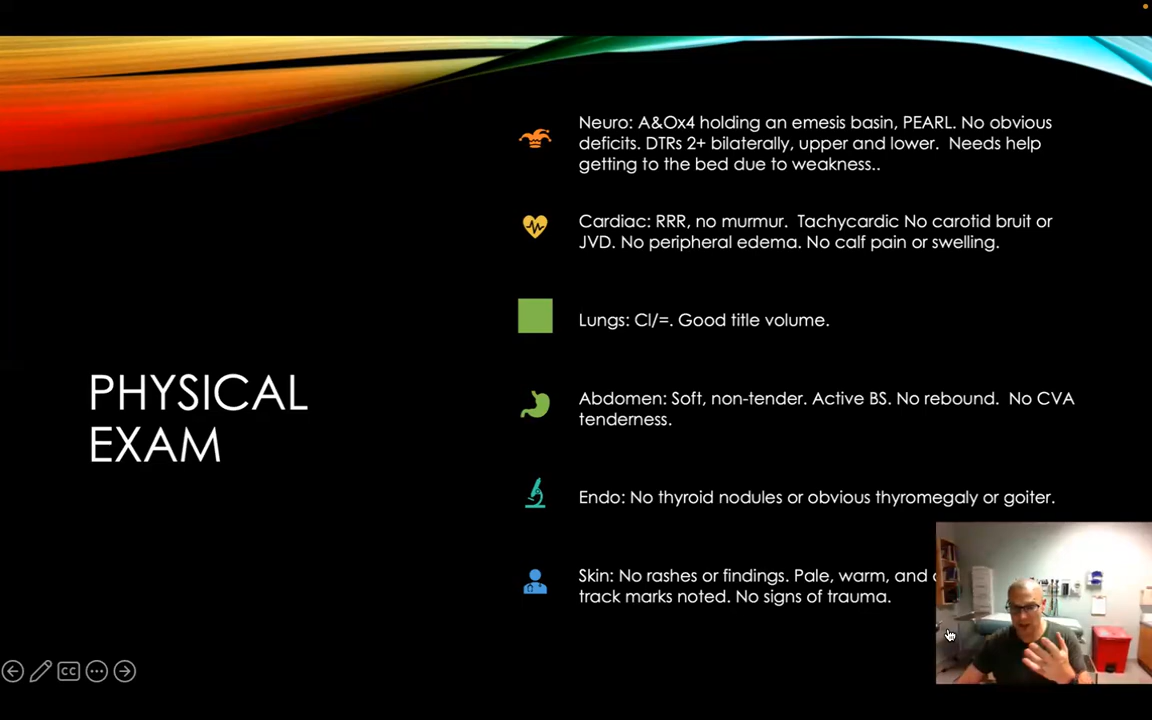 PHYSICAL
EXAM
Neuro: A&Ox4 holding an emesis basin, PEARL. No obvious
deficits. DTRs 2+ bilaterally, upper and lower.  Needs help
getting to the bed due to weakness..
Cardiac: RRR, no murmur.  Tachycardic No carotid bruit or
JVD. No peripheral edema. No calf pain or swelling.
Lungs: Cl/=. Good title volume.
Abdomen: Soft, non-tender. Active BS. No rebound.  No CVA
tenderness.
Endo: No thyroid nodules or obvious thyromegaly or goiter.
Skin: No rashes or findings. Pale, warm, and
track marks noted. No signs of trauma.
CC